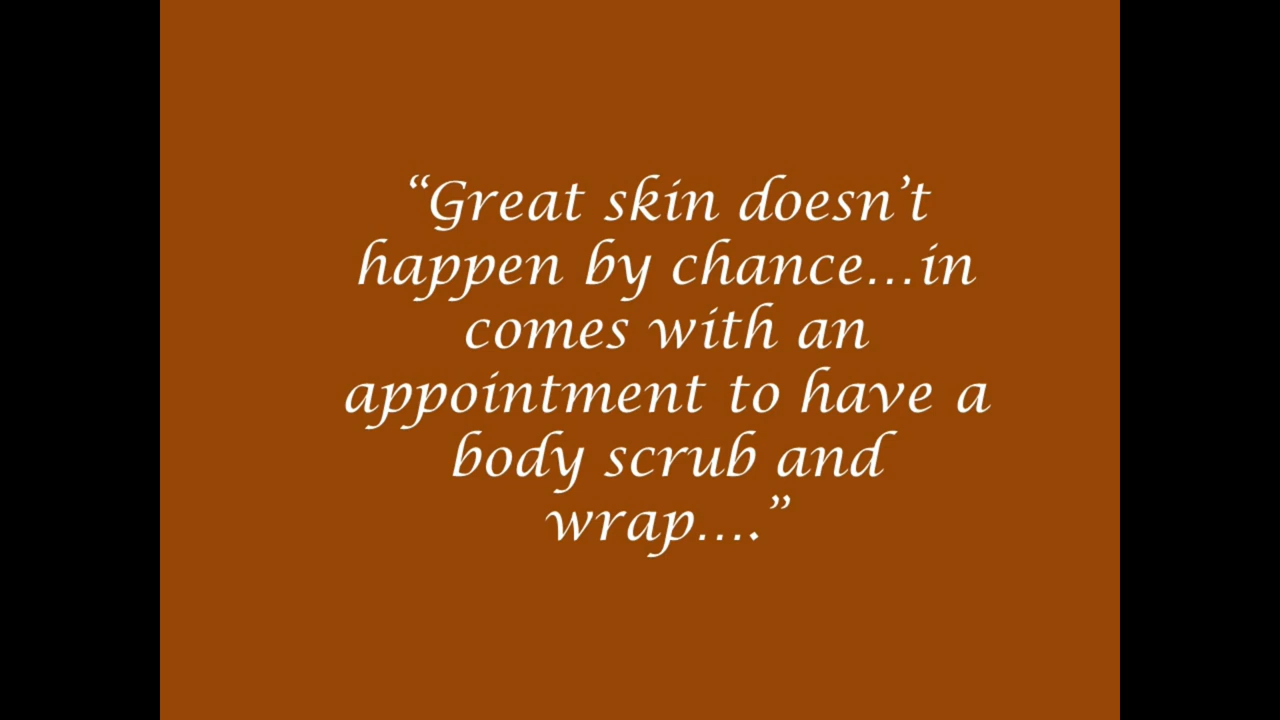 “Great skin doesn’t
happen by chance…in
comes with an
appointment to have a
body scrub and
wrap….”